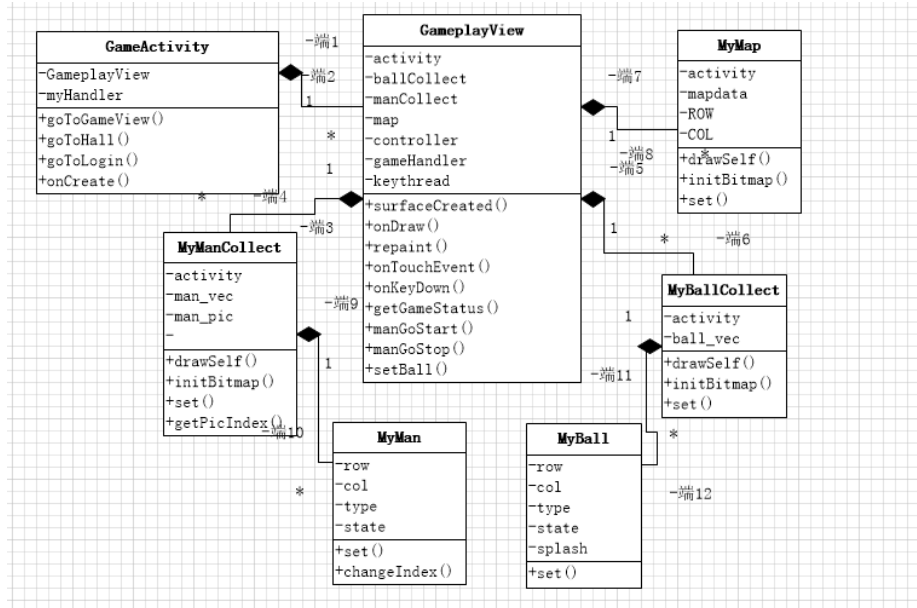 GameActivity
-GameplayView
-myHandler
+goToGameView()
+goToHall()
+goToLogin()
+onCreate()
-端1
-端2
1
*
GameplayView
-activity
-ballCollect
-manCollect
-map
-controller
-gameHandler
-keythread
+surfaceCreated()
+onDraw()
+repaint()
+onTouchEvent()
+onKeyDown()
+getGameStatus()
+manGoStart()
+manGoStop()
+setBall()
-端7
1
-端8
*
MyMap
-activity
-mapdata
-ROW
-COL
+drawSelf()
+initBitmap()
+set()
1
*
-端4
-端3
MyManCollect
-activity
-man_vec
-man_pic
-
+drawSelf()
+initBitmap()
+set()
+getPicIndex()
-端5
1
*
-端6
MyBallCollect
-activity
-ball_vec
+drawSelf()
+initBitmap()
+set()
-端9
1
-端10
*
MyMan
-row
-col
-type
-state
+set()
+changeIndex()
1
-端11
*
-端12
MyBall
-row
-col
-type
-state
-splash
+set()